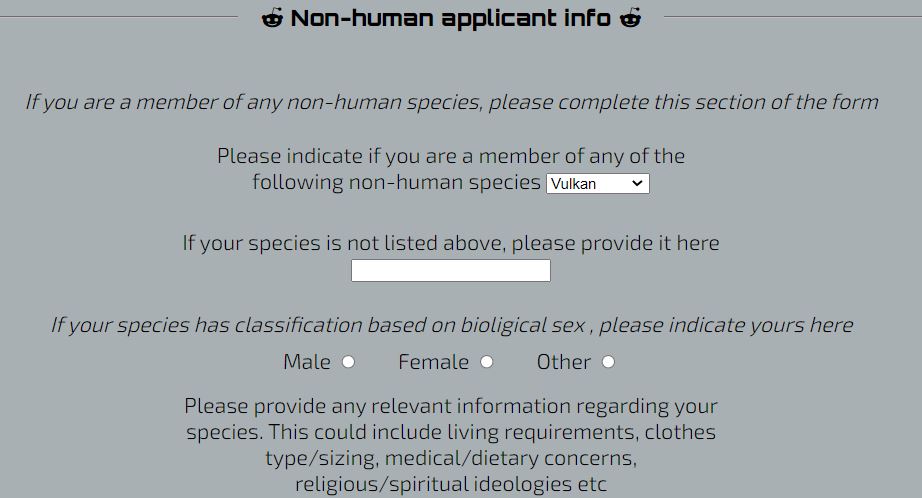 Non-human applicant info
If you are a member of any non-human species, please complete this section of the form
Please indicate if you are a member of any of the
following non-human species Vulkan
If your species is not listed above, please provide it here
If your species has classification based on bioligical sex , please indicate yours here
Male Female Other
Please provide any relevant information regarding your
species. This could include living requirements, clothes
type/sizing, medical/dietary concerns,
religious/spiritual ideologies etc